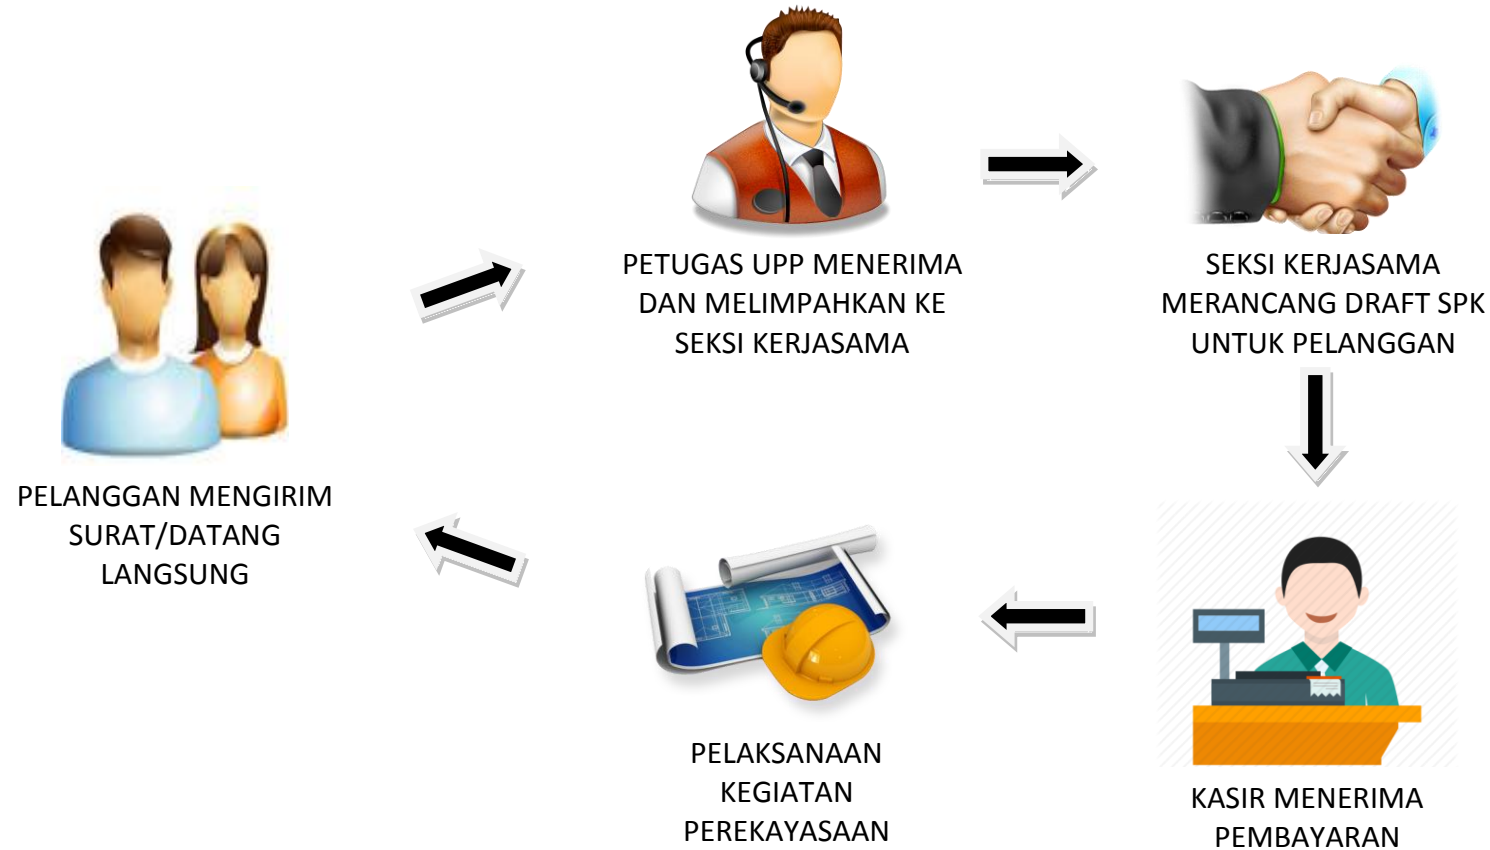 PELANGGAN MENGIRIM
SURAT/DATANG
LANGSUNG
PETUGAS UPP MENERIMA
DAN MELIMPAHKAN KE
SEKSI KERJASAMA
SEKSI KERJASAMA
MERANCANG DRAFT SPK
UNTUK PELANGGAN
KASIR MENERIMA
PEMBAYARAN
PELAKSANAAN
KEGIATAN
PEREKAYASAAN